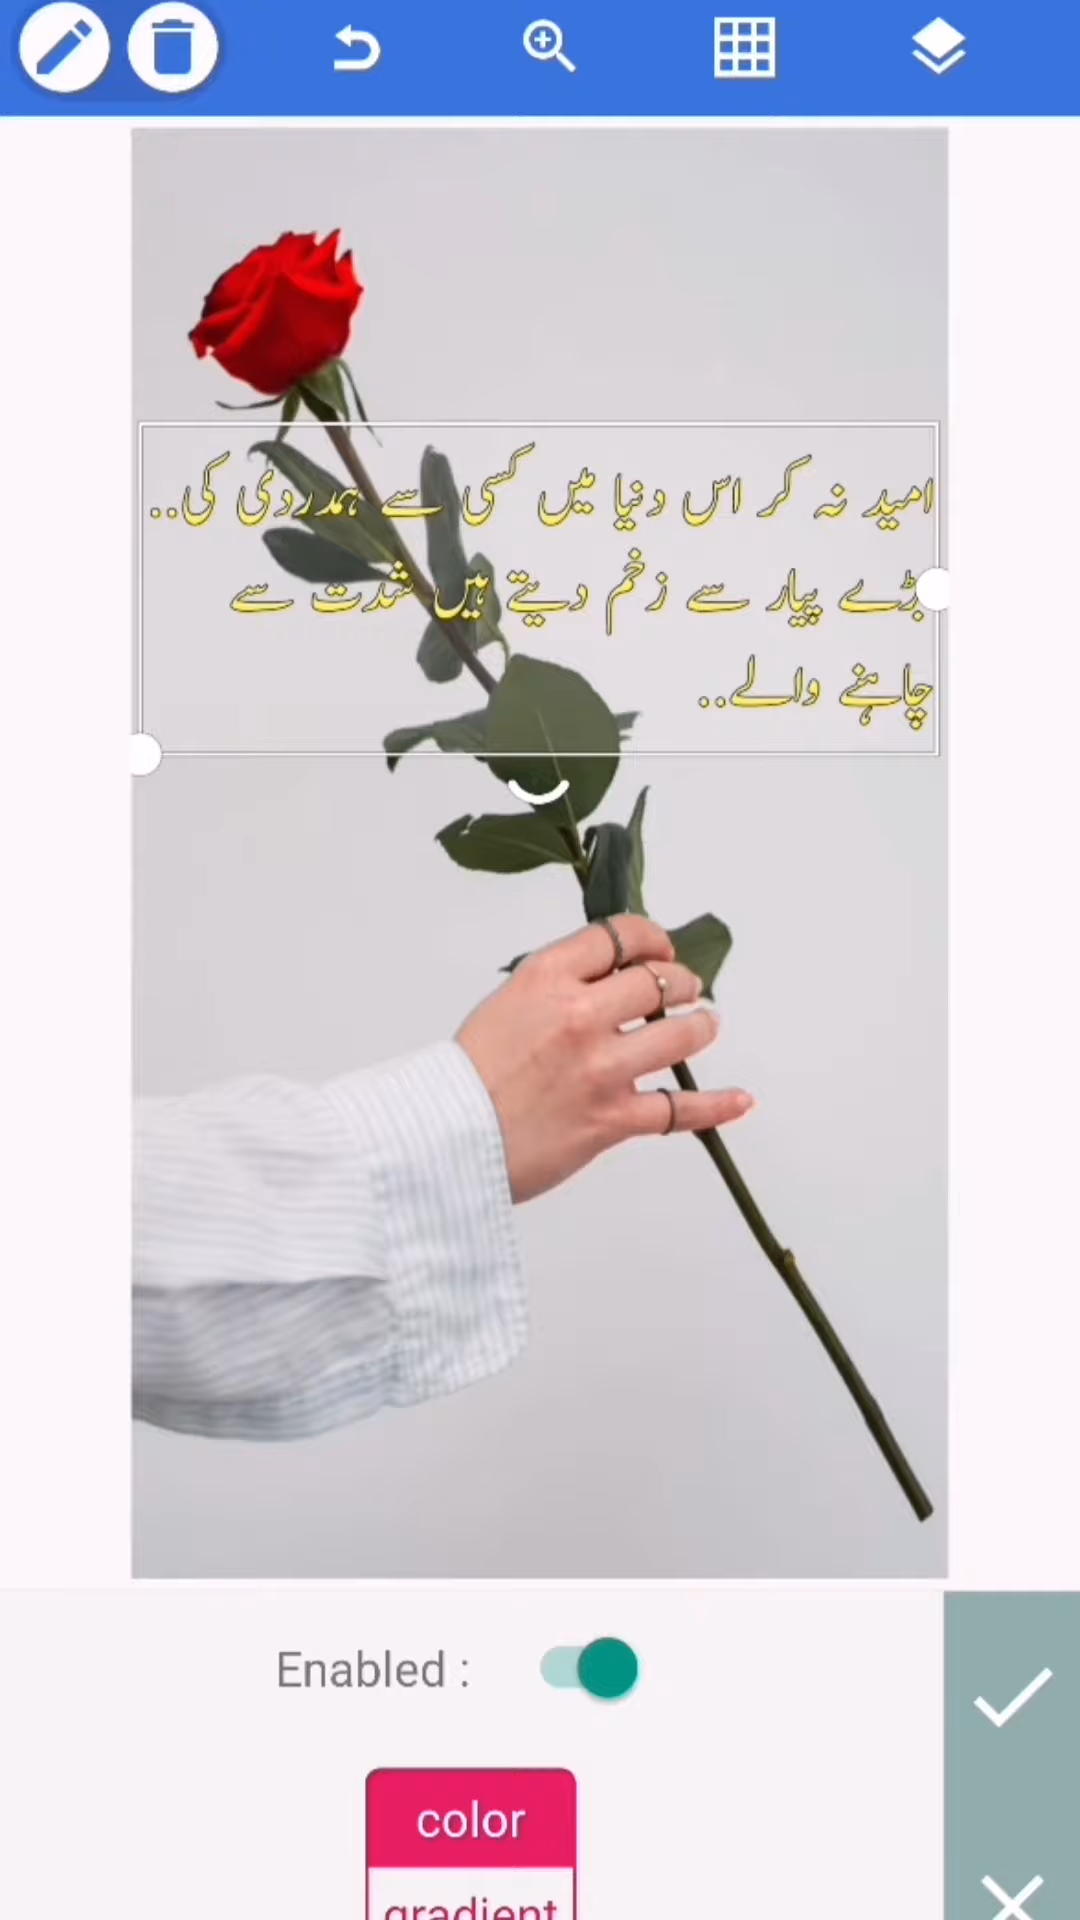 امید نہ کر اس دنیا میں کسی سے ہمدردی کی..
بڑے پیار سے زخم دیتے ہیں شدت سے
چاہنے والے..
Enabled :
color
gradient